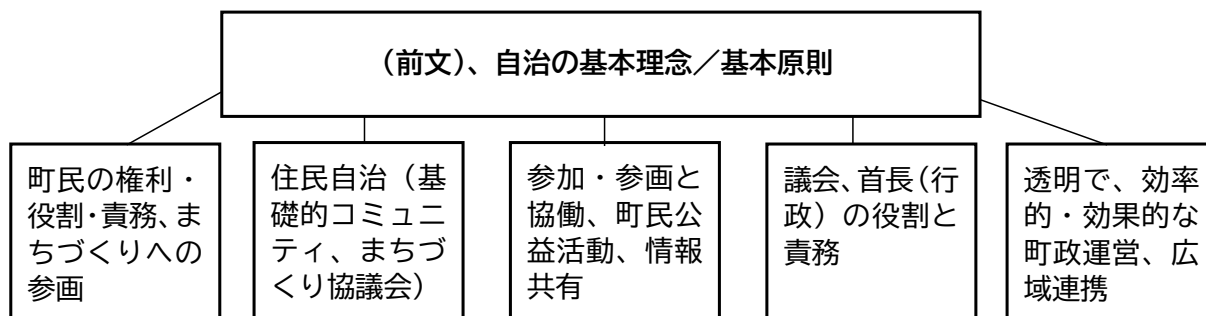 （前文）、自治の基本理念／基本原則
町民の権利・
役割・責務、ま
ちづくりへの
参画
住民自治（基
礎的コミュニ
ティ、まちづ
くり協議会）
参加・参画と
協働、町民公
益活動、情報
共有
議会、首長（行
政）の役割と
責務
透明で、効率
的・効果的な
町政運営、広
域連携